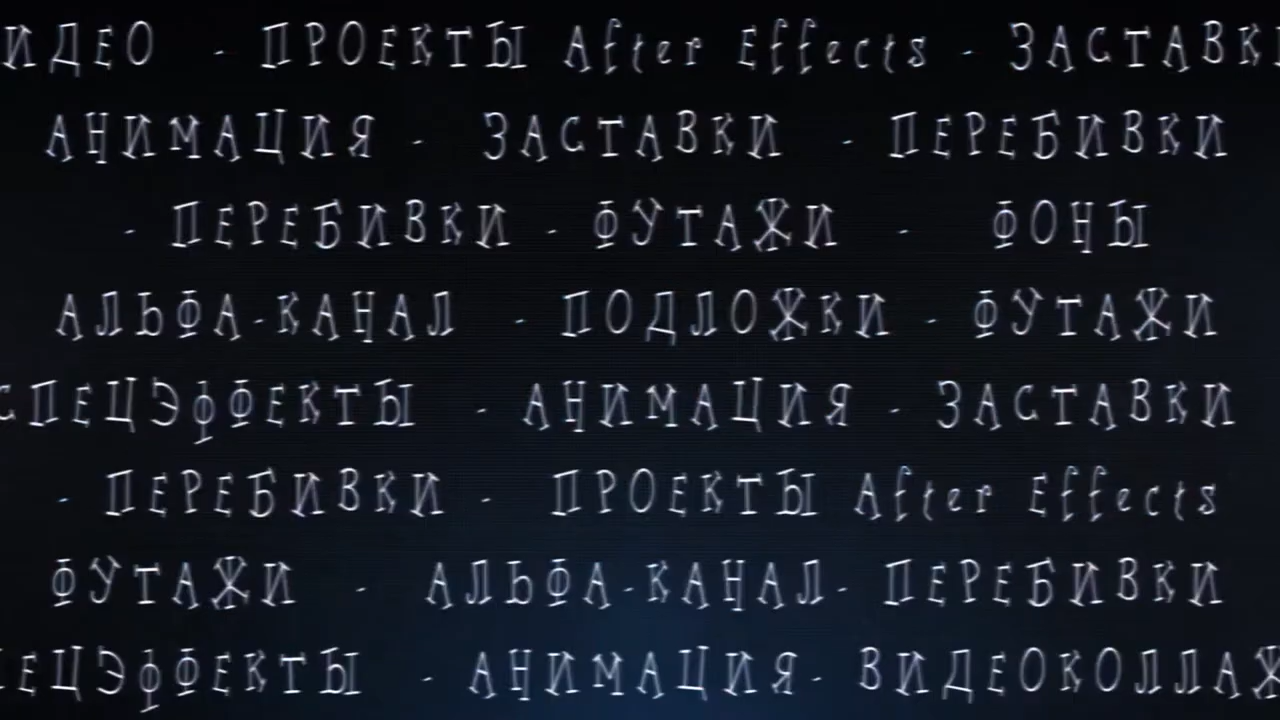 ИДЕО - ПРОЕКТЫ After Effects - ЗАСТАВКИ
АНИМАЦИЯ - ЗАСТАВКИ - ПЕРЕБИВКИ
- ПЕРЕБИВКИ - ФУТАЖИ - ФОНЫ
АЛЬФА-КАНАЛ - ПОДЛОЖКИ - ФУТАЖИ
СПЕЦЭФФЕКТЫ - АНИМАЦИЯ - ЗАСТАВКИ
- ПЕРЕБИВКИ - ПРОЕКТЫ After Effects
ФУТАЖИ - АЛЬФА-КАНАЛ- ПЕРЕБИВКИ
ЕЦЭФФЕКТЫ - АНИМАЦИЯ- ВИДЕОКОЛЛАЖ